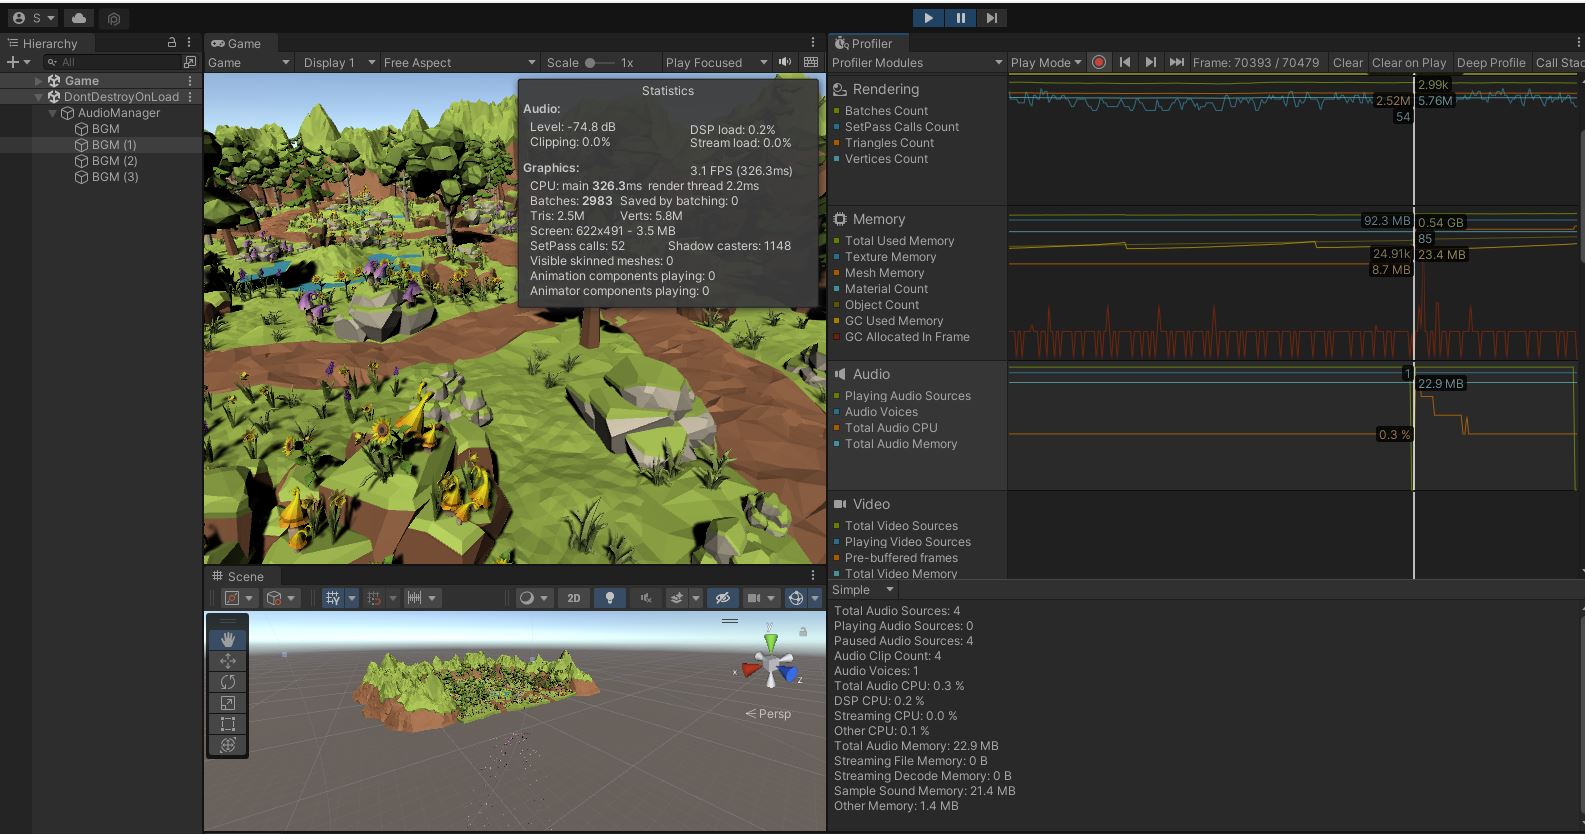 S
Hierarchy
All
Game
DontDestroyOnLoad
AudioManager
BGM
BGM (1)
BGM (2)
BGM (3)
Game
Game Display 1 Free Aspect Scale 1x Play Focused
Statistics
Audio:
Level: -74.8 dB DSP load: 0.2%
Clipping: 0.0% Stream load: 0.0%
Graphics: 3.1 FPS (326.3ms)
CPU: main 326.3ms render thread 2.2ms
Batches: 2983 Saved by batching: 0
Tris: 2.5M Verts: 5.8M
Screen: 622x491 - 3.5 MB
SetPass calls: 52 Shadow casters: 1148
Visible skinned meshes: 0
Animation components playing: 0
Animator components playing: 0
Scene
2D
y
x
z
Persp
Profiler
Profiler Modules Play Mode Frame: 70393 / 70479 Clear Clear on Play Deep Profile Call Stac
Rendering
Batches Count
SetPass Calls Count
Triangles Count
Vertices Count
2.99k
2.52M 5.76M
54
Memory
Total Used Memory
Texture Memory
Mesh Memory
Material Count
Object Count
GC Used Memory
GC Allocated In Frame
92.3 MB 0.54 GB
85
24.91k 23.4 MB
8.7 MB
Audio
Playing Audio Sources
Audio Voices
Total Audio CPU
Total Audio Memory
1
22.9 MB
0.3 %
Video
Total Video Sources
Playing Video Sources
Pre-buffered frames
Total Video Memory
Simple
Total Audio Sources: 4
Playing Audio Sources: 0
Paused Audio Sources: 4
Audio Clip Count: 4
Audio Voices: 1
Total Audio CPU: 0.3 %
DSP CPU: 0.2 %
Streaming CPU: 0.0 %
Other CPU: 0.1 %
Total Audio Memory: 22.9 MB
Streaming File Memory: 0 B
Streaming Decode Memory: 0 B
Sample Sound Memory: 21.4 MB
Other Memory: 1.4 MB